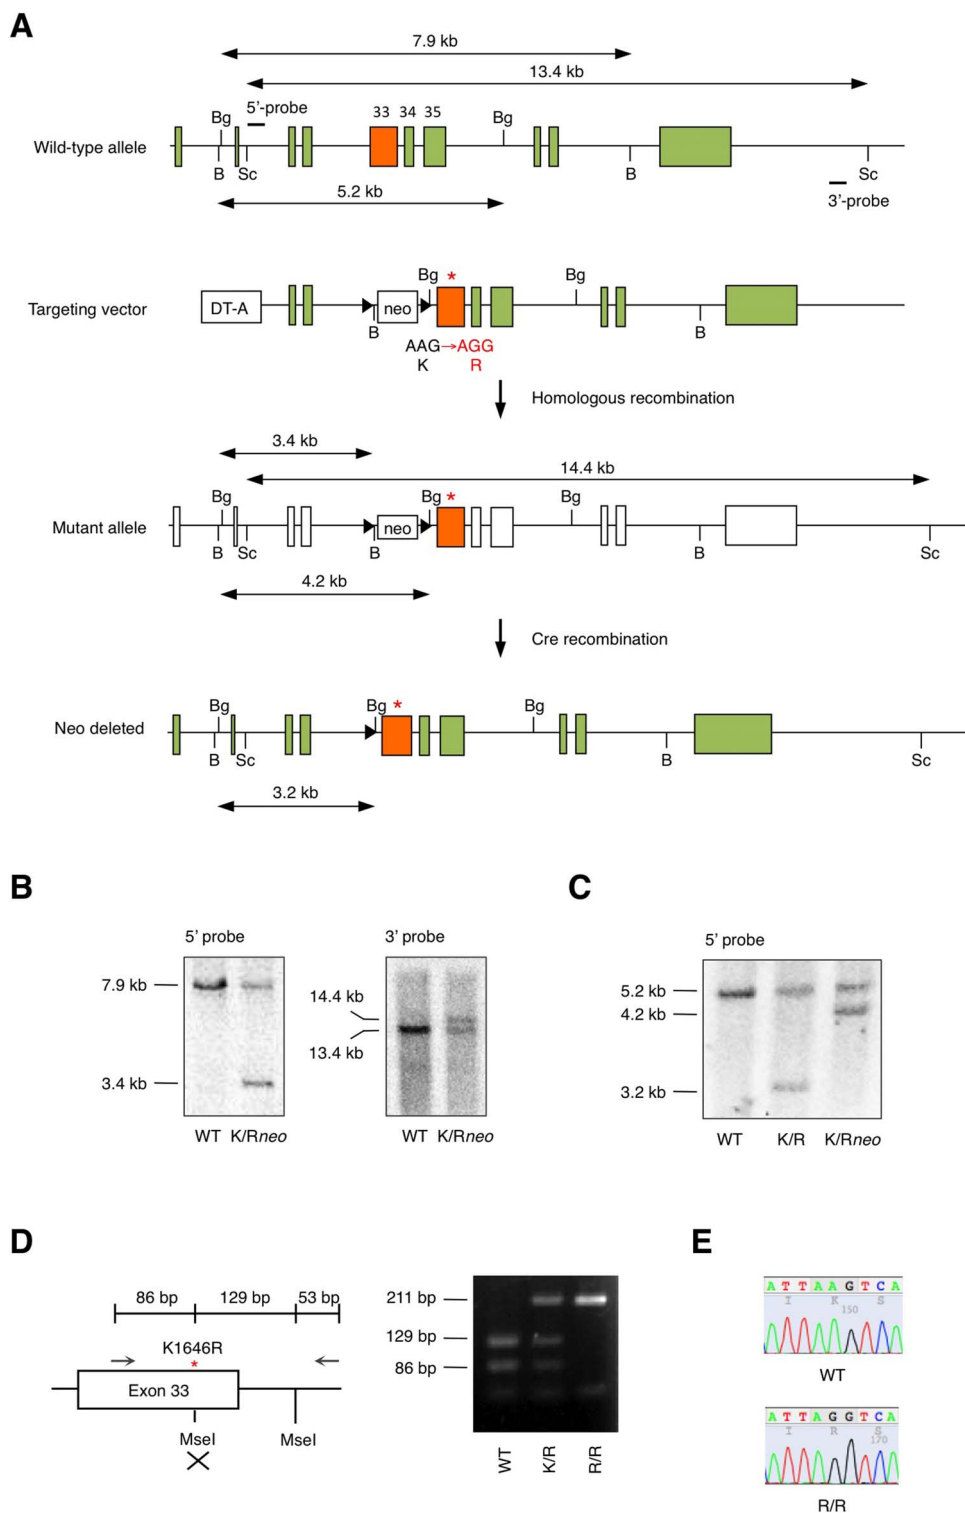 A
7.9 kb
13.4 kb
5'-probe
Bg
33 34 35
Bg
Wild-type allele
B Sc
B
Sc
5.2 kb
3'-probe
Bg * Bg
Targeting vector
DT-A
neo
B
B
AAG→AGG
K R
Homologous recombination
3.4 kb
14.4 kb
Bg
Bg *
Bg
Mutant allele
neo
B Sc
B
B
Sc
4.2 kb
Cre recombination
Bg
Bg *
Bg
Neo deleted
B Sc
B
Sc
3.2 kb
B
5' probe
3' probe
7.9 kb
14.4 kb
13.4 kb
3.4 kb
WT K/Rneo
WT K/Rneo
C
5' probe
5.2 kb
4.2 kb
3.2 kb
WT K/R K/Rneo
D
86 bp 129 bp 53 bp
K1646R
*
Exon 33
MseI MseI
211 bp
129 bp
86 bp
WT K/R R/R
E
ATTAAGTCA
I K S
150
WT
ATTAGGTCA
I R S
170
R/R